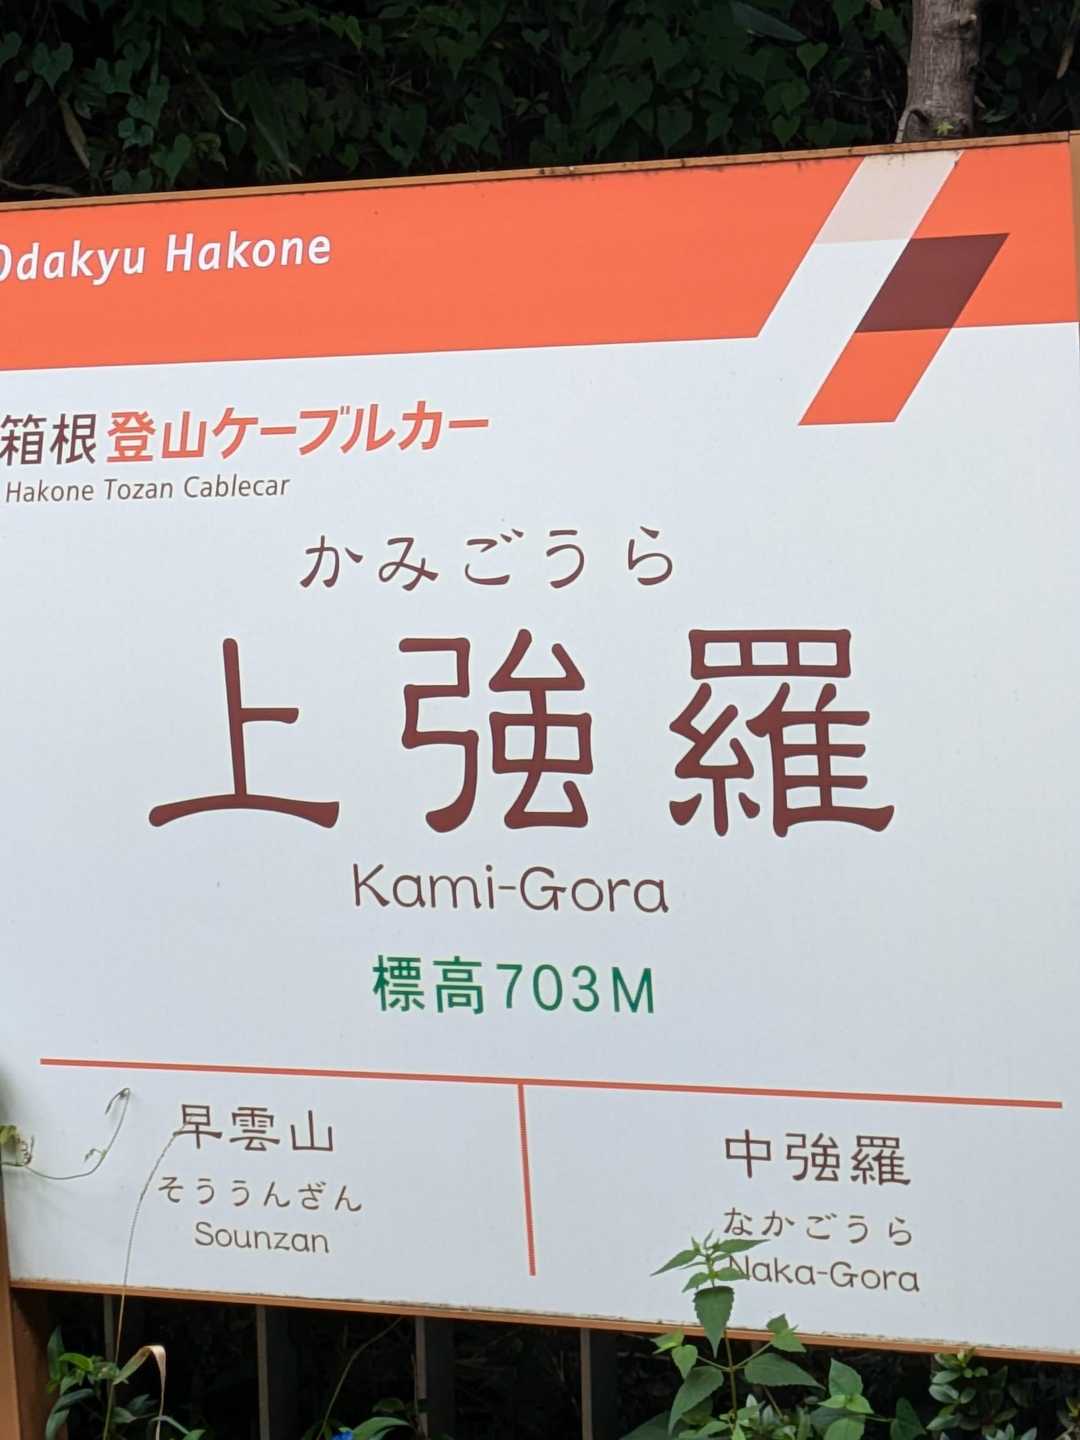 Odakyu Hakone
箱根登山ケーブルカー
Hakone Tozan Cablecar
かみごうら
上強羅
Kami-Gora
標高703M
早雲山
そううんざん
Sounzan
中強羅
なかごうら
Naka-Gora